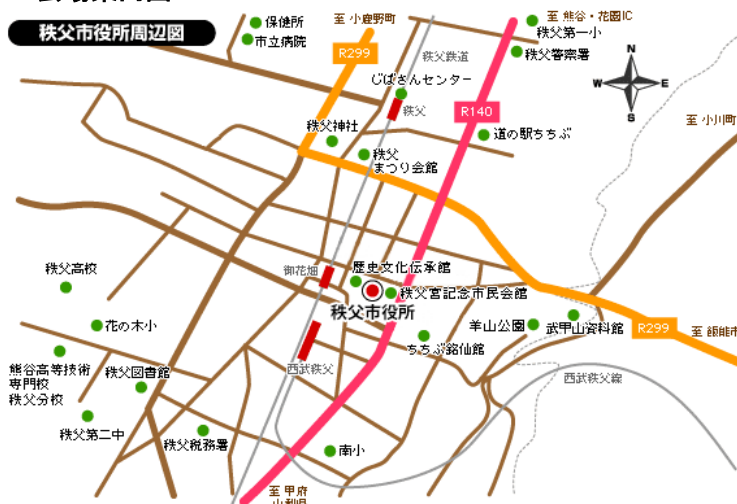 秩父市役所周辺図
至 小鹿野町
至 熊谷・花園IC
保健所
市立病院
R299
秩父鉄道
秩父第一小
秩父警察署
じばさんセンター
秩父
R140
N
W
E
S
至 小川町
秩父神社
道の駅ちちぶ
秩父
まつり会館
御花畑
歴史文化伝承館
秩父宮記念市民会館
秩父市役所
秩父高校
花の木小
羊山公園
武甲山資料館
R299
至 飯能市
ちちぶ銘仙館
西武秩父
熊谷高等技術
専門校
秩父分校
秩父図書館
西武秩父線
秩父第二中
秩父税務署
南小
至 甲府